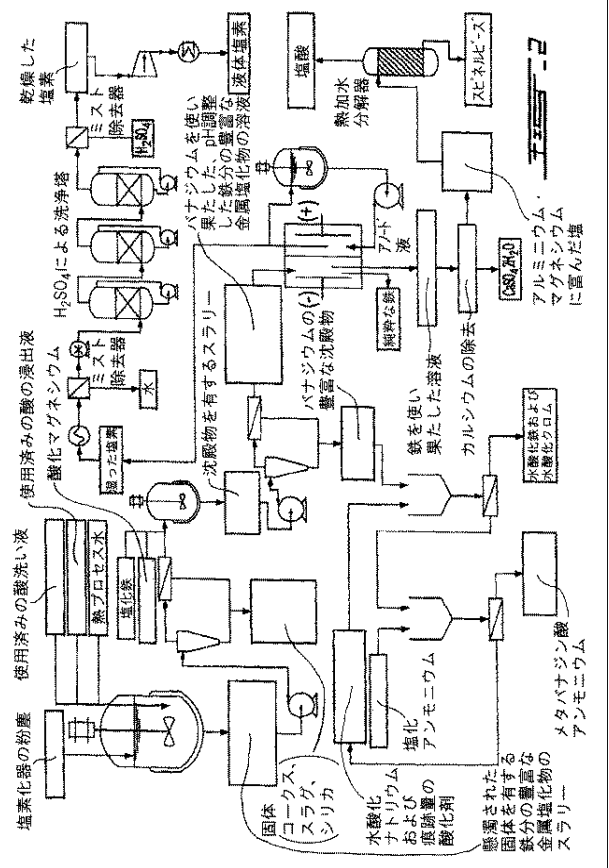 乾燥した
塩素
ミスト
除去器
H₂SO₄
液体塩素
H₂SO₄による洗浄塔
ミスト
除去器
水
湿った塩素
使用済みの酸の浸出液
酸化マグネシウム
使用済みの酸洗い液
熱プロセス水
塩化鉄
塩素化器の粉塵
沈殿物を有するスラリー
バナジウムを使い
果たした、pH調整
した鉄分の豊富な
金属塩化物の溶液
(+)
(-)
アノード
液
純粋な鉄
バナジウムの
豊富な沈殿物
塩酸
熱加水
分解器
スピネルビーズ
Fig-2
アルミニウム・
マグネシウム
に富んだ塩
CaSO₄2H₂O
鉄を使い
果たした溶液
カルシウムの除去
水酸化鉄および
水酸化クロム
メタバナジン酸
アンモニウム
塩化
アンモニウム
固体
コークス、
スラグ、
シリカ
水酸化
ナトリウム
および
痕跡量の
酸化剤
懸濁された
固体を有する
鉄分の豊富な
金属塩化物の
スラリー